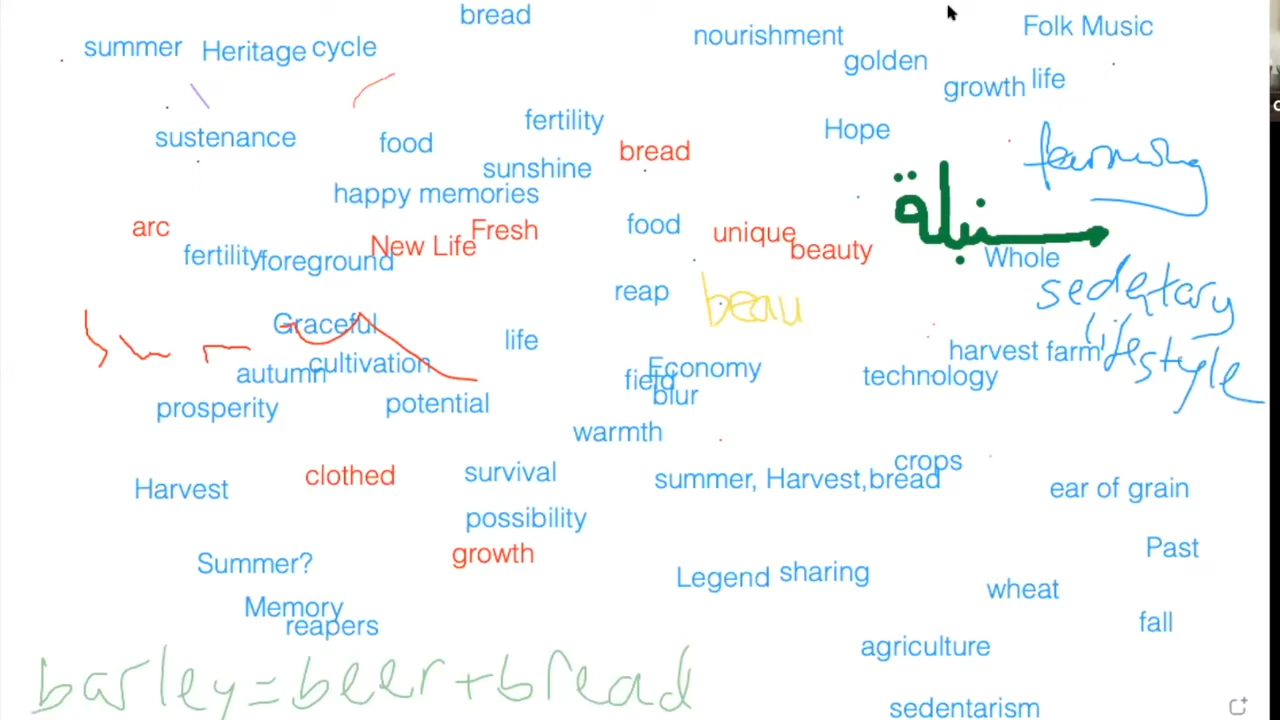 bread
Folk Music
nourishment
summer Heritage cycle
golden
growth life
fertility
Hope
sustenance
food
bread
farming
sunshine
happy memories
سنبلة
arc
food
unique
Fresh
New Life
beauty
fertility
foreground
Whole
reap
sedetary
lifestyle
beau
Graceful
life
harvest farm
cultivation
autumn
Economy
field
technology
blur
prosperity
potential
warmth
crops
survival
clothed
summer, Harvest,bread
Harvest
ear of grain
possibility
growth
Past
Summer?
Legend sharing
wheat
Memory
reapers
fall
agriculture
barley=beer+bread
sedentarism